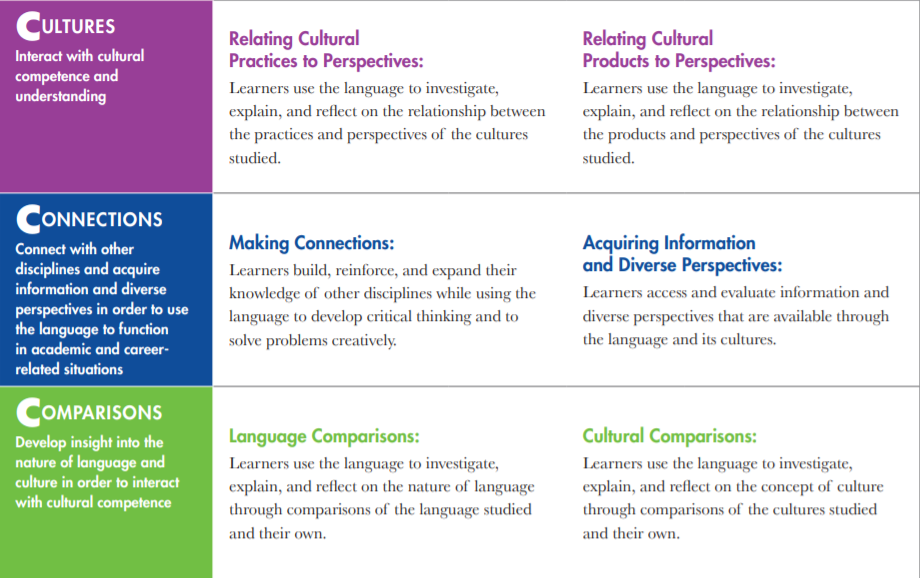 CULTURES
Interact with cultural
competence and
understanding
Relating Cultural
Practices to Perspectives:
Learners use the language to investigate,
explain, and reflect on the relationship between
the practices and perspectives of the cultures
studied.
Relating Cultural
Products to Perspectives:
Learners use the language to investigate,
explain, and reflect on the relationship between
the products and perspectives of the cultures
studied.
CONNECTIONS
Connect with other
disciplines and acquire
information and diverse
perspectives in order to use
the language to function
in academic and career-
related situations
Making Connections:
Learners build, reinforce, and expand their
knowledge of other disciplines while using the
language to develop critical thinking and to
solve problems creatively.
Acquiring Information
and Diverse Perspectives:
Learners access and evaluate information and
diverse perspectives that are available through
the language and its cultures.
COMPARISONS
Develop insight into the
nature of language and
culture in order to interact
with cultural competence
Language Comparisons:
Learners use the language to investigate,
explain, and reflect on the nature of language
through comparisons of the language studied
and their own.
Cultural Comparisons:
Learners use the language to investigate,
explain, and reflect on the concept of culture
through comparisons of the cultures studied
and their own.